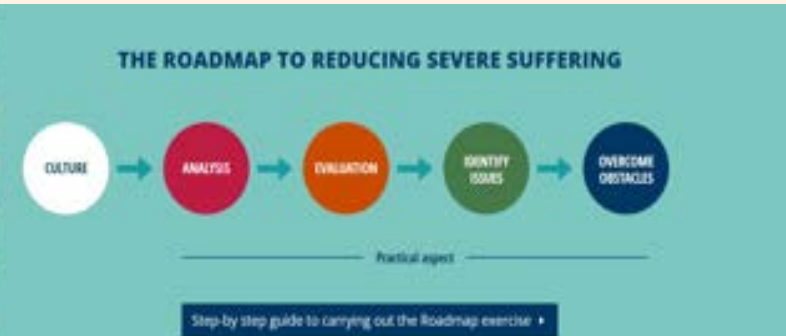 THE ROADMAP TO REDUCING SEVERE SUFFERING
CULTURE
ANALYSIS
EVALUATION
IDENTIFY
ISSUES
OVERCOME
OBSTACLES
Practical aspect
Step-by step guide to carrying out the Roadmap exercise